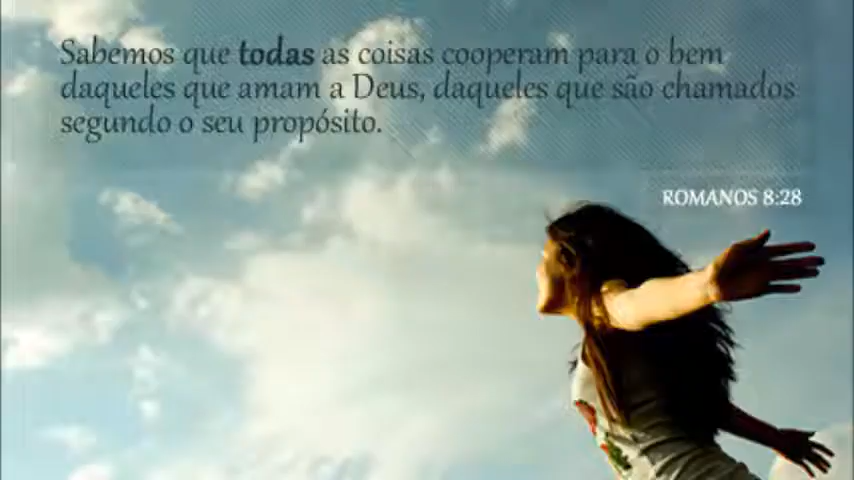 Sabemos que todas as coisas cooperam para o bem
daqueles que amam a Deus, daqueles que são chamados
segundo o seu propósito.
ROMANOS 8:28